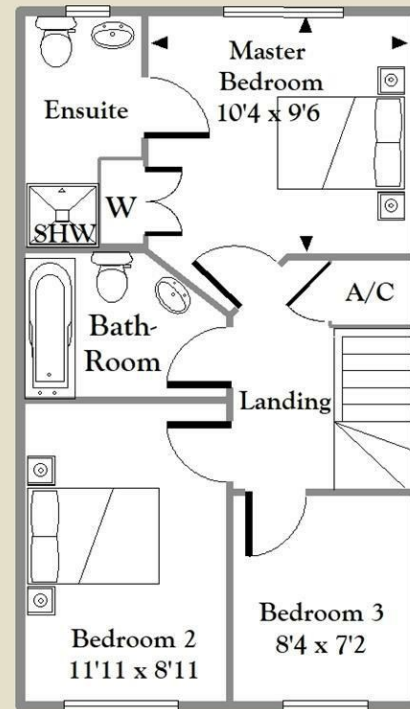 Master
Bedroom
10'4 x 9'6
Ensuite
W
SHW
A/C
Bath-
Room
Landing
Bedroom 2
11'11 x 8'11
Bedroom 3
8'4 x 7'2